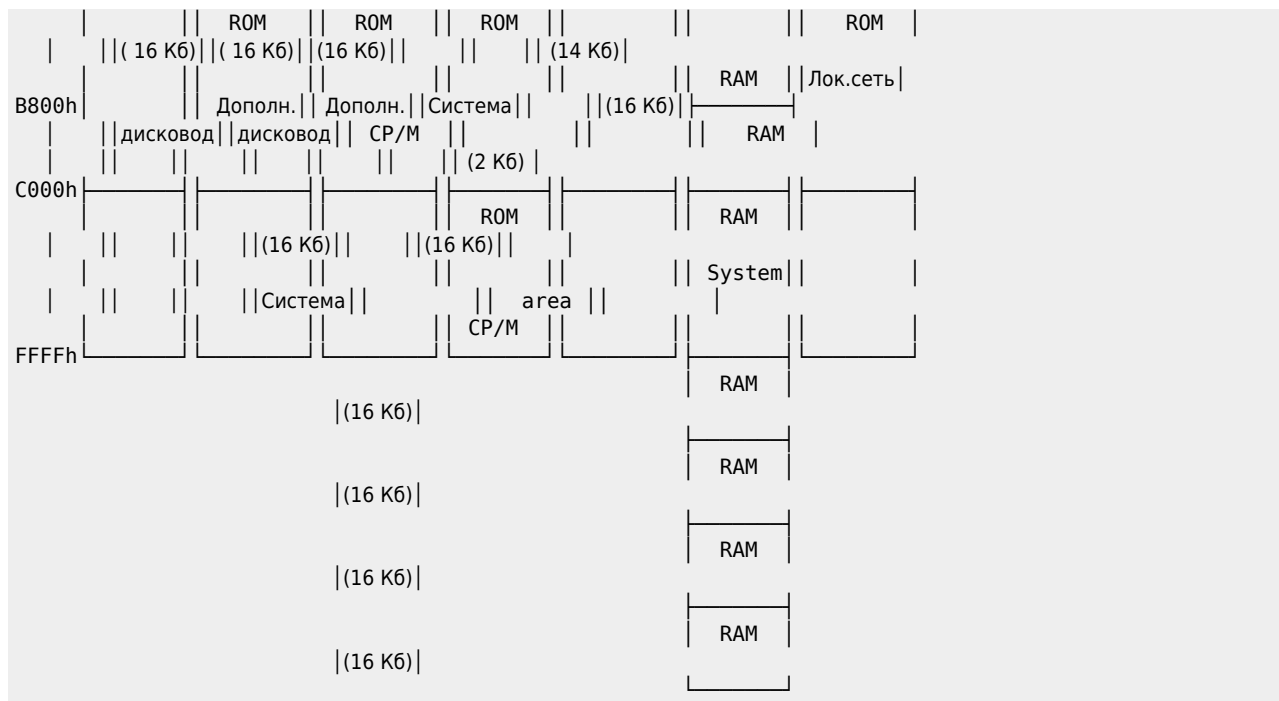 ROM ROM ROM ROM
( 16 Кб) ( 16 Кб) (16 Кб) (14 Кб)
RAM Лок.сеть
B800h Дополн. Дополн. Система (16 Кб)
дисковод дисковод CP/M RAM
(2 Кб)
C000h
ROM RAM
(16 Кб) (16 Кб)
System
Система area
CP/M
FFFFh
RAM
(16 Кб)
RAM
(16 Кб)
RAM
(16 Кб)
RAM
(16 Кб)